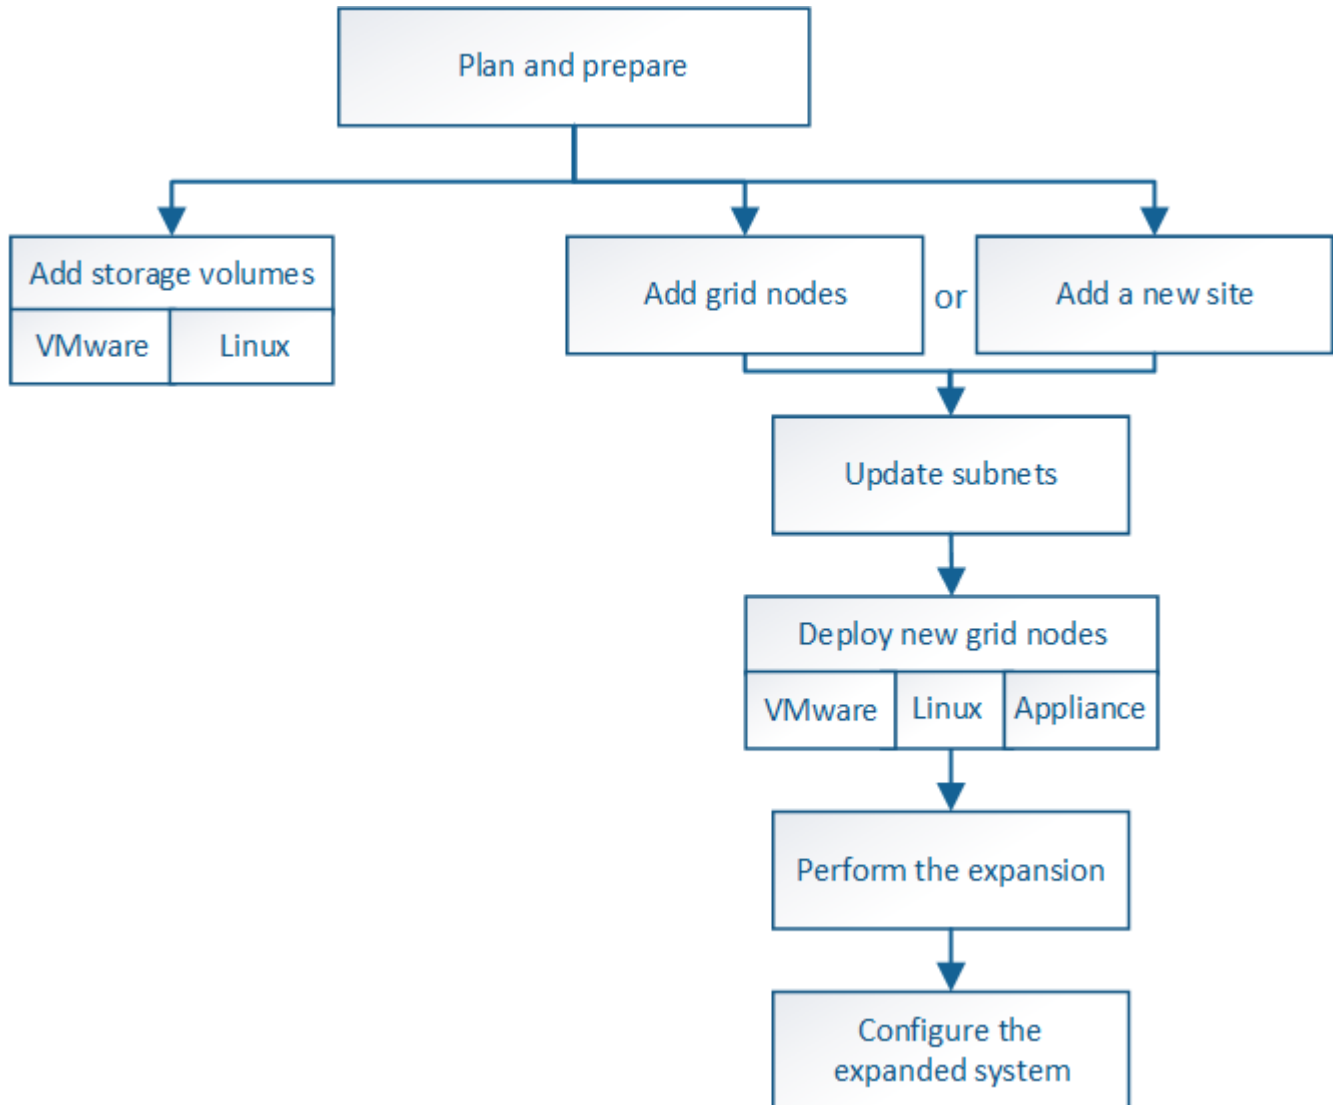 Plan and prepare
Add storage volumes
VMware
Linux
Add grid nodes
or
Add a new site
Update subnets
Deploy new grid nodes
VMware
Linux
Appliance
Perform the expansion
Configure the
expanded system